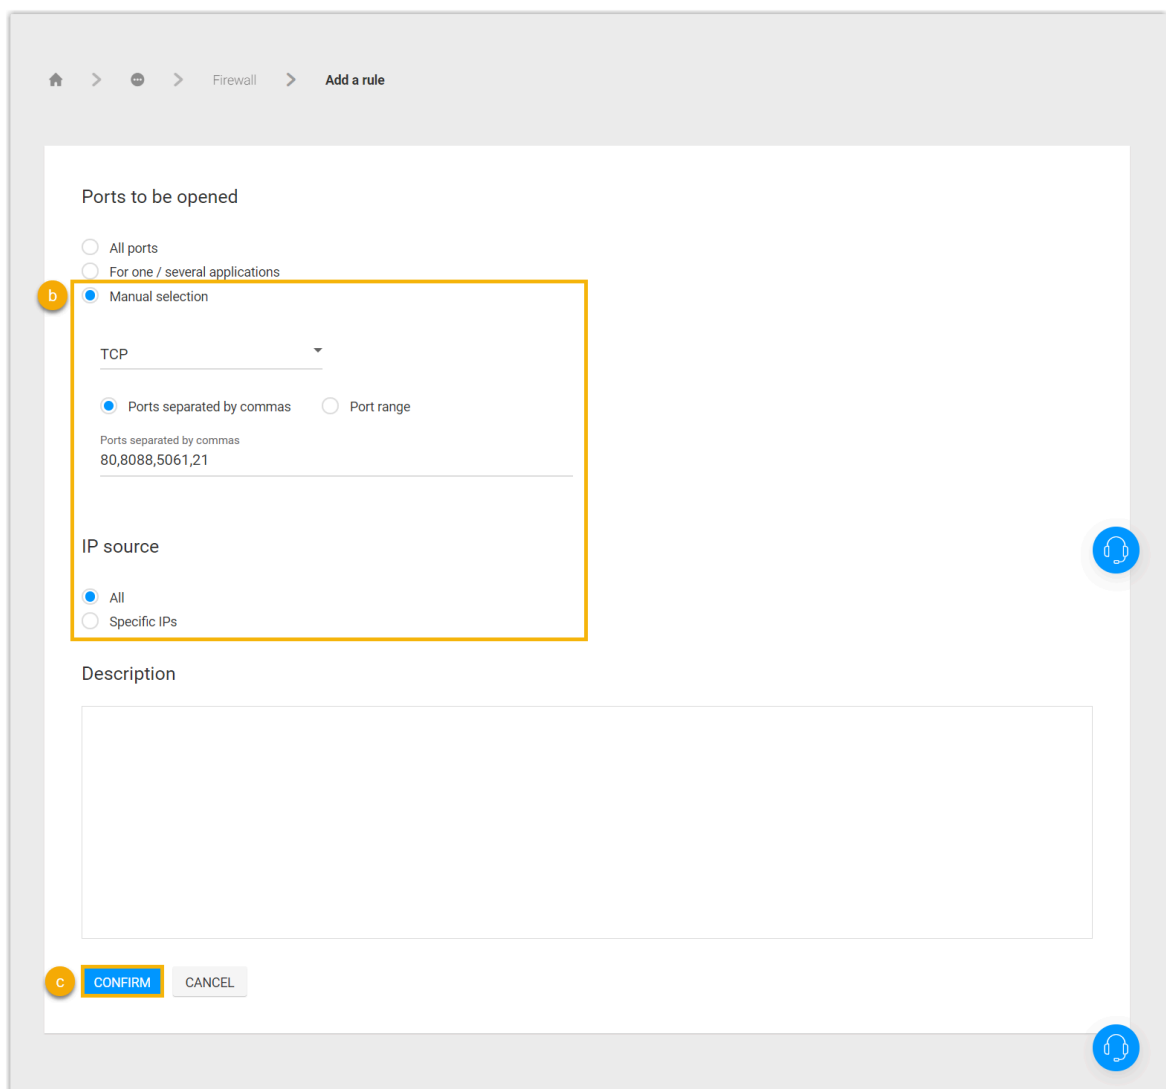 Firewall Add a rule
Ports to be opened
All ports
For one / several applications
b
Manual selection
TCP
Ports separated by commas Port range
Ports separated by commas
80,8088,5061,21
IP source
All
Specific IPs
Description
c CONFIRM CANCEL